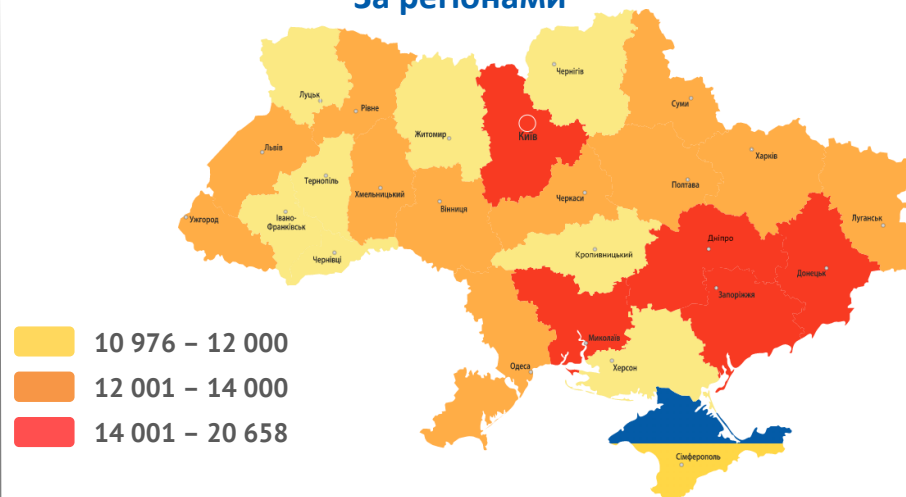 За регіонами
Чернігів
Луцьк
Рівне
Суми
Київ
Житомир
Львів
Харків
Тернопіль
Хмельницький
Полтава
Вінниця
Черкаси
Ужгород
Івано-
Франківськ
Луганськ
Дніпро
Кропивницький
Чернівці
Донецьк
Запоріжжя
Миколаїв
Одеса
Херсон
Сімферополь
10 976 – 12 000
12 001 – 14 000
14 001 – 20 658